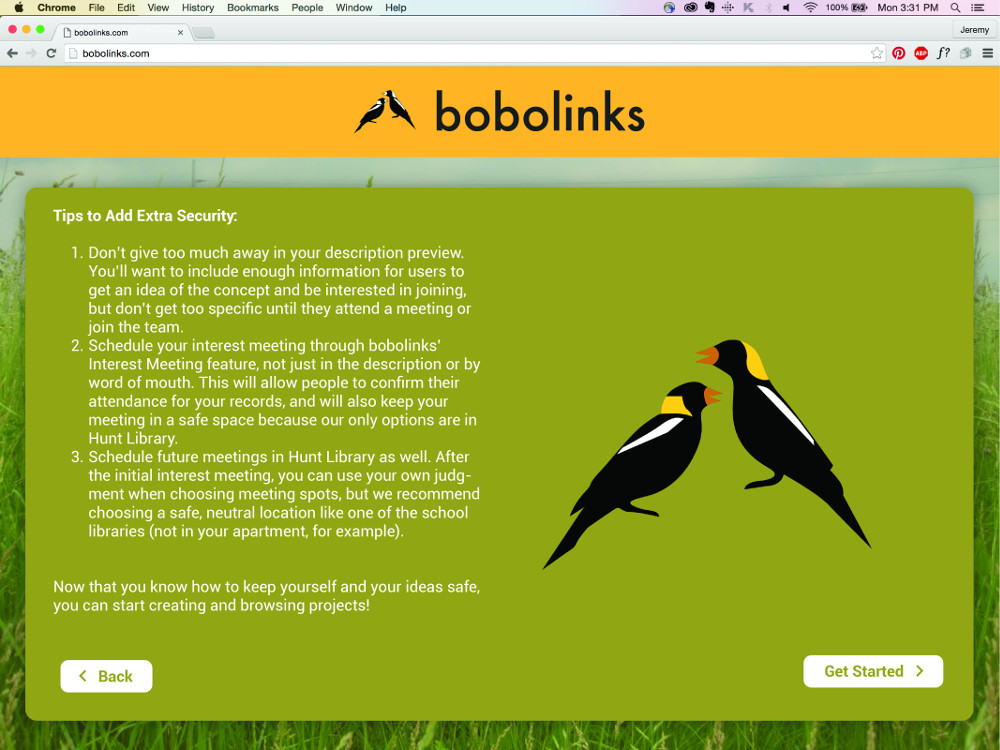 Chrome File Edit View History Bookmarks People Window Help 100% Mon 3:31 PM
bobolinks.com
Jeremy
bobolinks.com ABP f?
bobolinks
Tips to Add Extra Security:
1. Don't give too much away in your description preview.
You'll want to include enough information for users to
get an idea of the concept and be interested in joining,
but don't get too specific until they attend a meeting or
join the team.
2. Schedule your interest meeting through bobolinks'
Interest Meeting feature, not just in the description or by
word of mouth. This will allow people to confirm their
attendance for your records, and will also keep your
meeting in a safe space because our only options are in
Hunt Library.
3. Schedule future meetings in Hunt Library as well. After
the initial interest meeting, you can use your own judg-
ment when choosing meeting spots, but we recommend
choosing a safe, neutral location like one of the school
libraries (not in your apartment, for example).
Now that you know how to keep yourself and your ideas safe,
you can start creating and browsing projects!
Back
Get Started